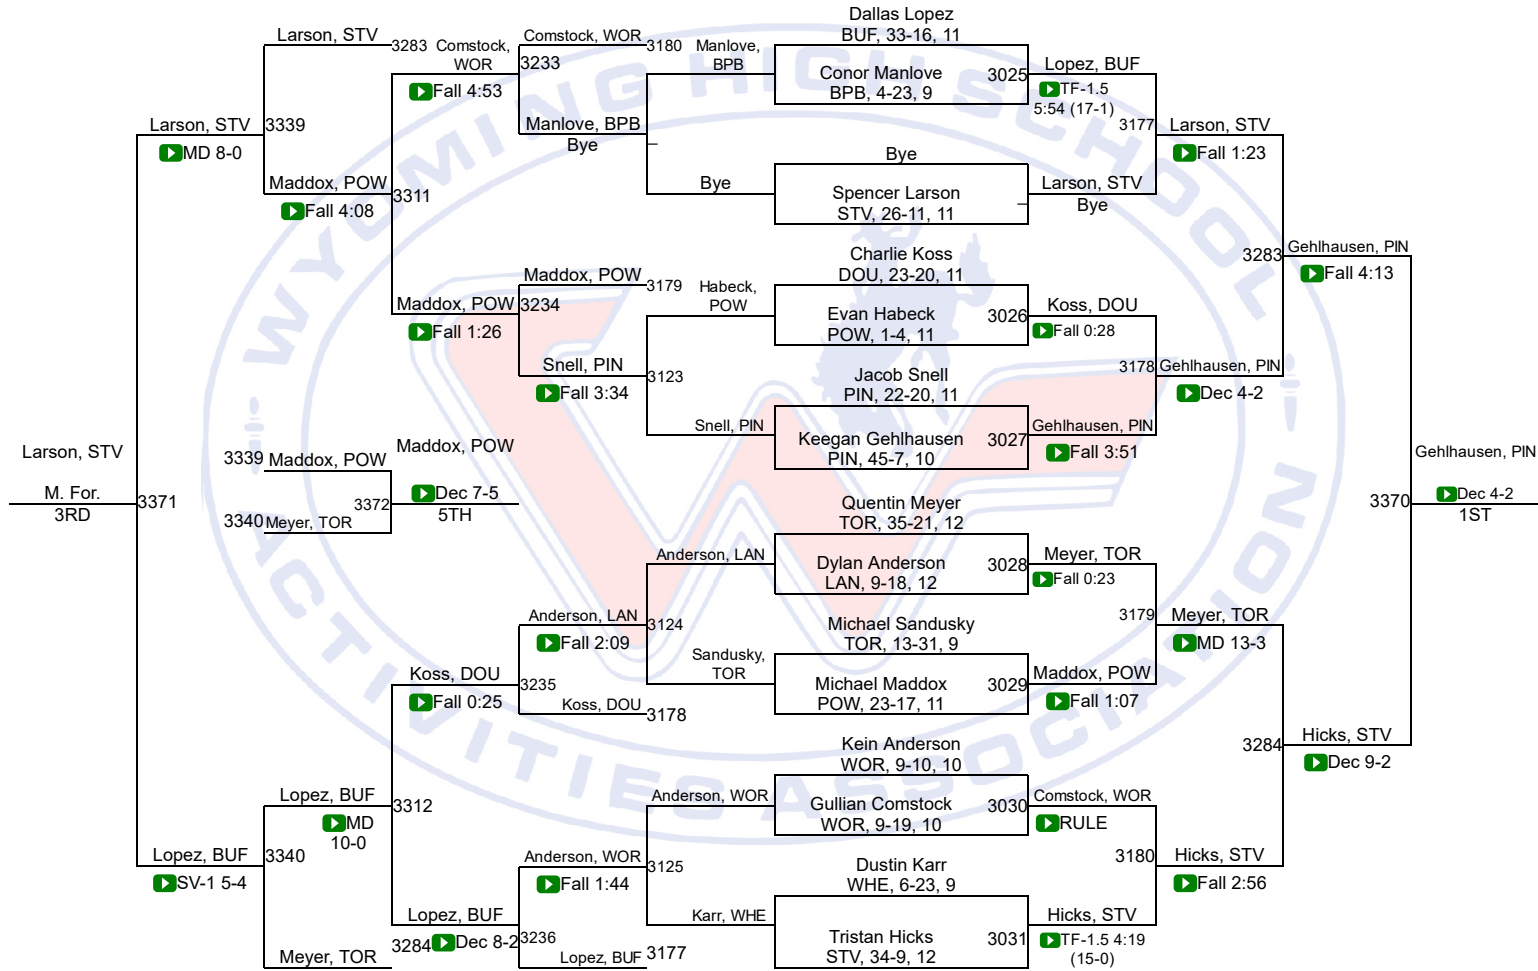 Larson, STV
3283
Comstock,
WOR
Fall 4:53
Comstock, WOR
3180
3233
Manlove,
BPB
Manlove, BPB
Bye
Bye
Larson, STV
MD 8-0
3339
Maddox, POW
Fall 4:08
3311
Maddox, POW
Fall 1:26
Maddox, POW
3179
3234
Habeck,
POW
Snell, PIN
Fall 3:34
3123
Snell, PIN
Larson, STV
M. For.
3RD
3371
3339
Maddox, POW
3340
Meyer, TOR
3372
Maddox, POW
Dec 7-5
5TH
Anderson, LAN
Anderson, LAN
Fall 2:09
3124
Sandusky,
TOR
Koss, DOU
Fall 0:25
3235
Koss, DOU
3178
Lopez, BUF
MD
10-0
3312
Anderson, WOR
Lopez, BUF
SV-1 5-4
3340
Anderson, WOR
Fall 1:44
3125
Karr, WHE
Lopez, BUF
Dec 8-2
3236
Meyer, TOR
3284
Lopez, BUF
3177
Dallas Lopez
BUF, 33-16, 11
Conor Manlove
BPB, 4-23, 9
3025
Lopez, BUF
TF-1.5
5:54 (17-1)
3177
Larson, STV
Fall 1:23
Bye
Spencer Larson
STV, 26-11, 11
Larson, STV
Bye
Charlie Koss
DOU, 23-20, 11
Evan Habeck
POW, 1-4, 11
3026
Koss, DOU
Fall 0:28
3283
Gehlhausen, PIN
Fall 4:13
3178
Gehlhausen, PIN
Dec 4-2
Jacob Snell
PIN, 22-20, 11
Keegan Gehlhausen
PIN, 45-7, 10
3027
Gehlhausen, PIN
Fall 3:51
Gehlhausen, PIN
3370
Dec 4-2
1ST
Quentin Meyer
TOR, 35-21, 12
Dylan Anderson
LAN, 9-18, 12
3028
Meyer, TOR
Fall 0:23
3179
Meyer, TOR
MD 13-3
Michael Sandusky
TOR, 13-31, 9
Michael Maddox
POW, 23-17, 11
3029
Maddox, POW
Fall 1:07
3284
Hicks, STV
Dec 9-2
Kein Anderson
WOR, 9-10, 10
Gullian Comstock
WOR, 9-19, 10
3030
Comstock, WOR
RULE
3180
Hicks, STV
Fall 2:56
Dustin Karr
WHE, 6-23, 9
Tristan Hicks
STV, 34-9, 12
3031
Hicks, STV
TF-1.5 4:19
(15-0)
WYOMING HIGH SCHOOL
ACTIVITIES ASSOCIATION